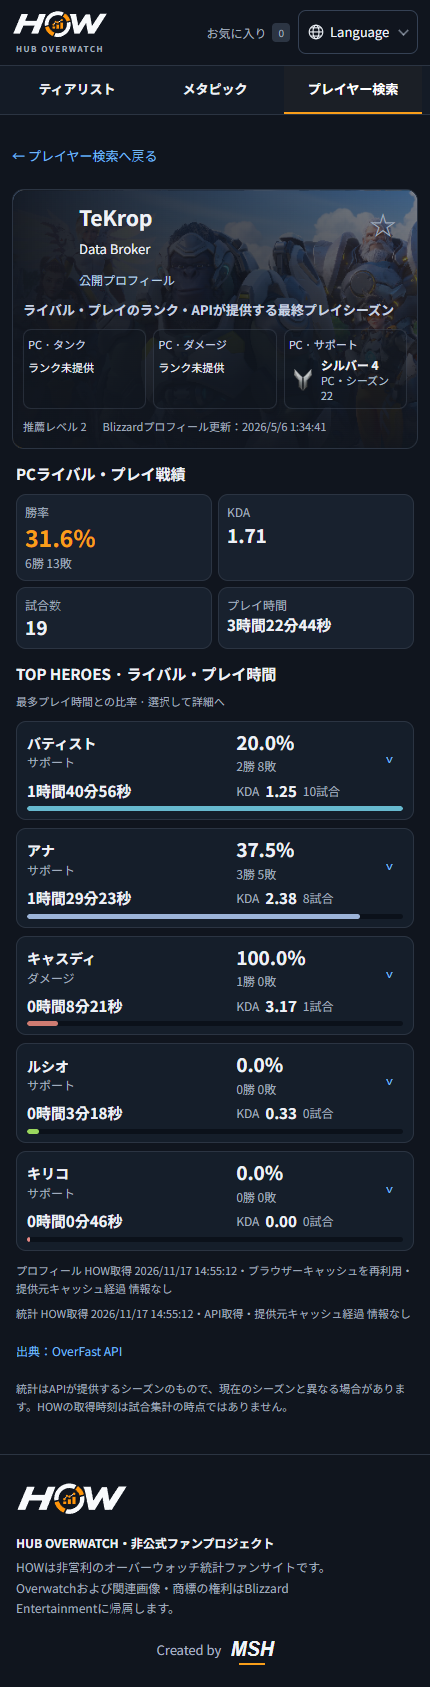 HOW
HUB OVERWATCH
お気に入り 0
Language
ティアリスト
メタピック
プレイヤー検索
← プレイヤー検索へ戻る
TeKrop
Data Broker
公開プロフィール
ライバル・プレイのランク・APIが提供する最終プレイシーズン
PC · タンク
ランク未提供
PC · ダメージ
ランク未提供
PC · サポート
シルバー 4
PC・シーズン
22
推薦レベル 2 Blizzardプロフィール更新：2026/5/6 1:34:41
PCライバル・プレイ戦績
勝率
31.6%
6勝 13敗
KDA
1.71
試合数
19
プレイ時間
3時間22分44秒
TOP HEROES · ライバル・プレイ時間
最多プレイ時間との比率 · 選択して詳細へ
バティスト
サポート
1時間40分56秒
20.0%
2勝 8敗
KDA 1.25 10試合
アナ
サポート
1時間29分23秒
37.5%
3勝 5敗
KDA 2.38 8試合
キャスディ
ダメージ
0時間8分21秒
100.0%
1勝 0敗
KDA 3.17 1試合
ルシオ
サポート
0時間3分18秒
0.0%
0勝 0敗
KDA 0.33 0試合
キリコ
サポート
0時間0分46秒
0.0%
0勝 0敗
KDA 0.00 0試合
プロフィール HOW取得 2026/11/17 14:55:12・ブラウザーキャッシュを再利用・
提供元キャッシュ経過 情報なし
統計 HOW取得 2026/11/17 14:55:12・API取得・提供元キャッシュ経過 情報なし
出典：OverFast API
統計はAPIが提供するシーズンのもので、現在のシーズンと異なる場合がありま
す。HOWの取得時刻は試合集計の時点ではありません。
HOW
HUB OVERWATCH・非公式ファンプロジェクト
HOWは非営利のオーバーウォッチ統計ファンサイトです。
Overwatchおよび関連画像・商標の権利はBlizzard
Entertainmentに帰属します。
Created by MSH